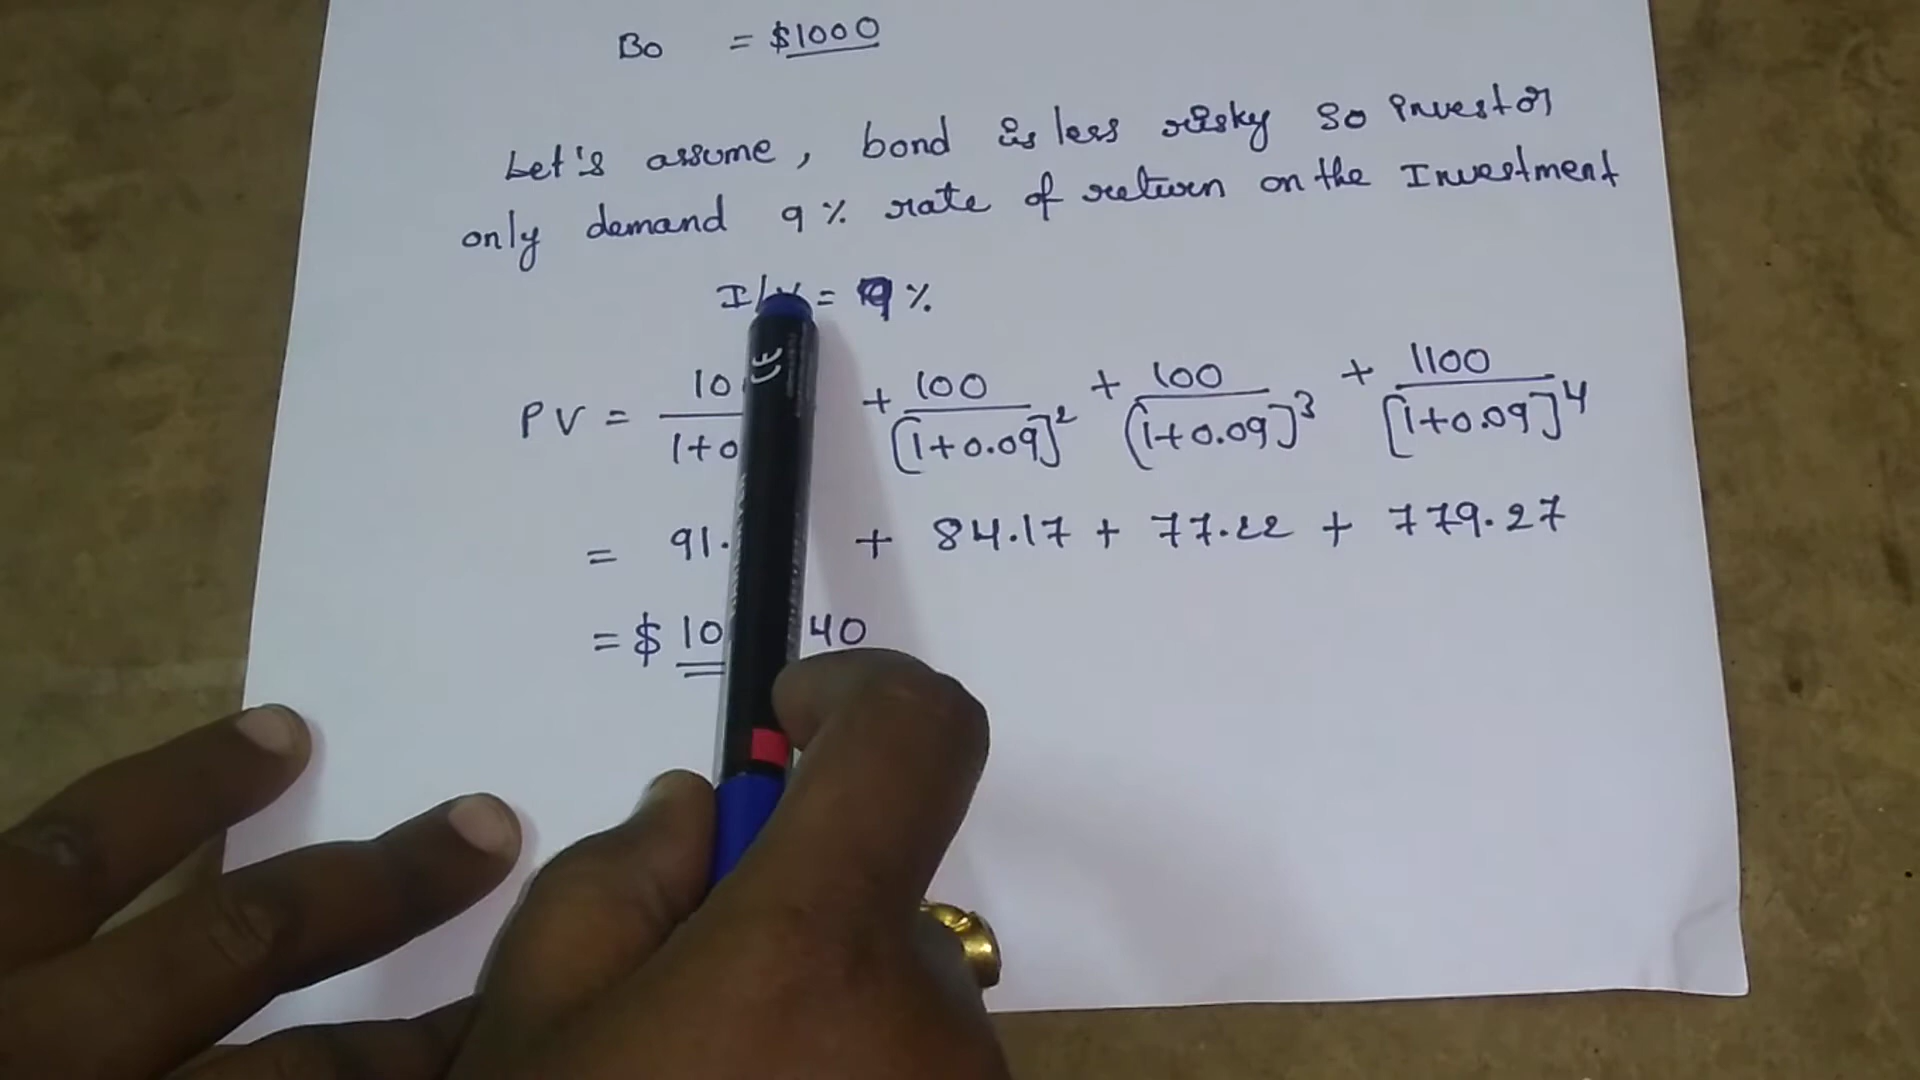 B0 = $1000
Let's assume, bond is less risky so investor
only demand 9% rate of return on the Investment
I/ = 9%
PV = 10 + 100 + 100 + 1100
1+0 [1+0.09]² [1+0.09]³ [1+0.09]⁴
= 91. + 84.17 + 77.22 + 779.27
= $ 10 40
CE